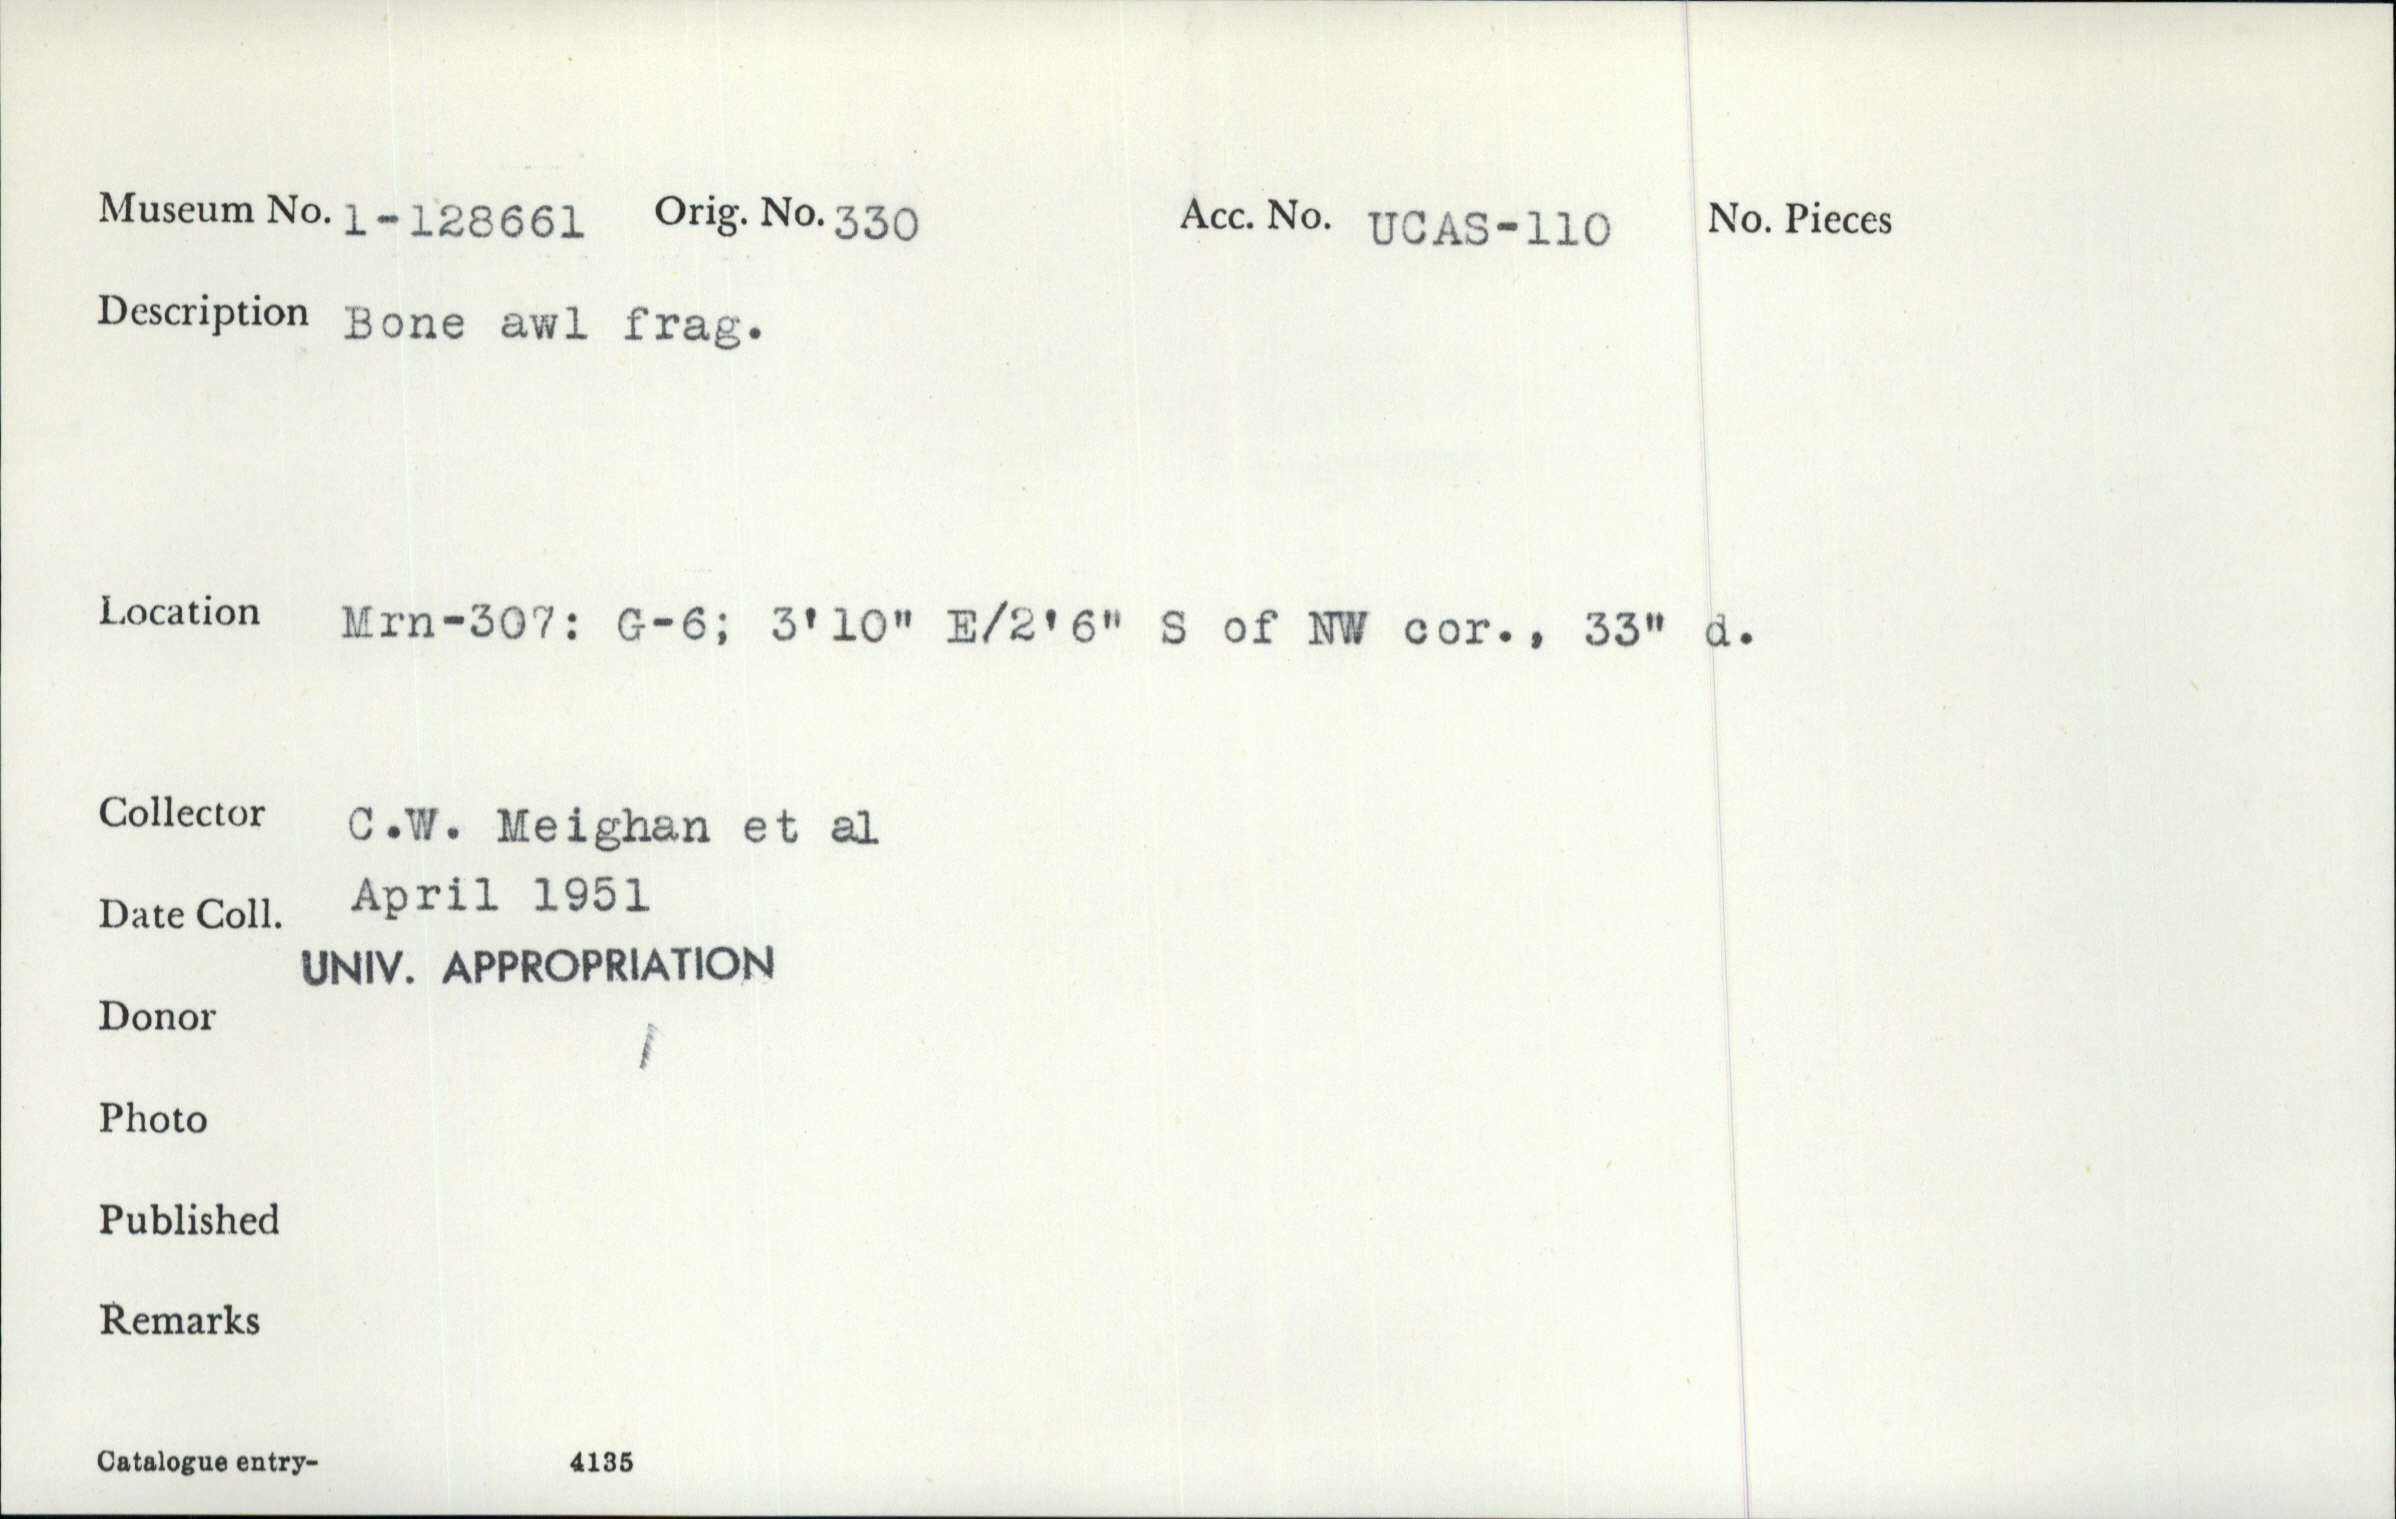 Museum No. 1-128661 Orig. No. 330 Acc. No. UCAS-110 No. Pieces
Description Bone awl frag.
Location Mrn-307: G-6; 3'10" E/2'6" S of NW cor., 33" d.
Collector C.W. Meighan et al
Date Coll. April 1951
UNIV. APPROPRIATION
Donor
Photo
Published
Remarks
Catalogue entry- 4135